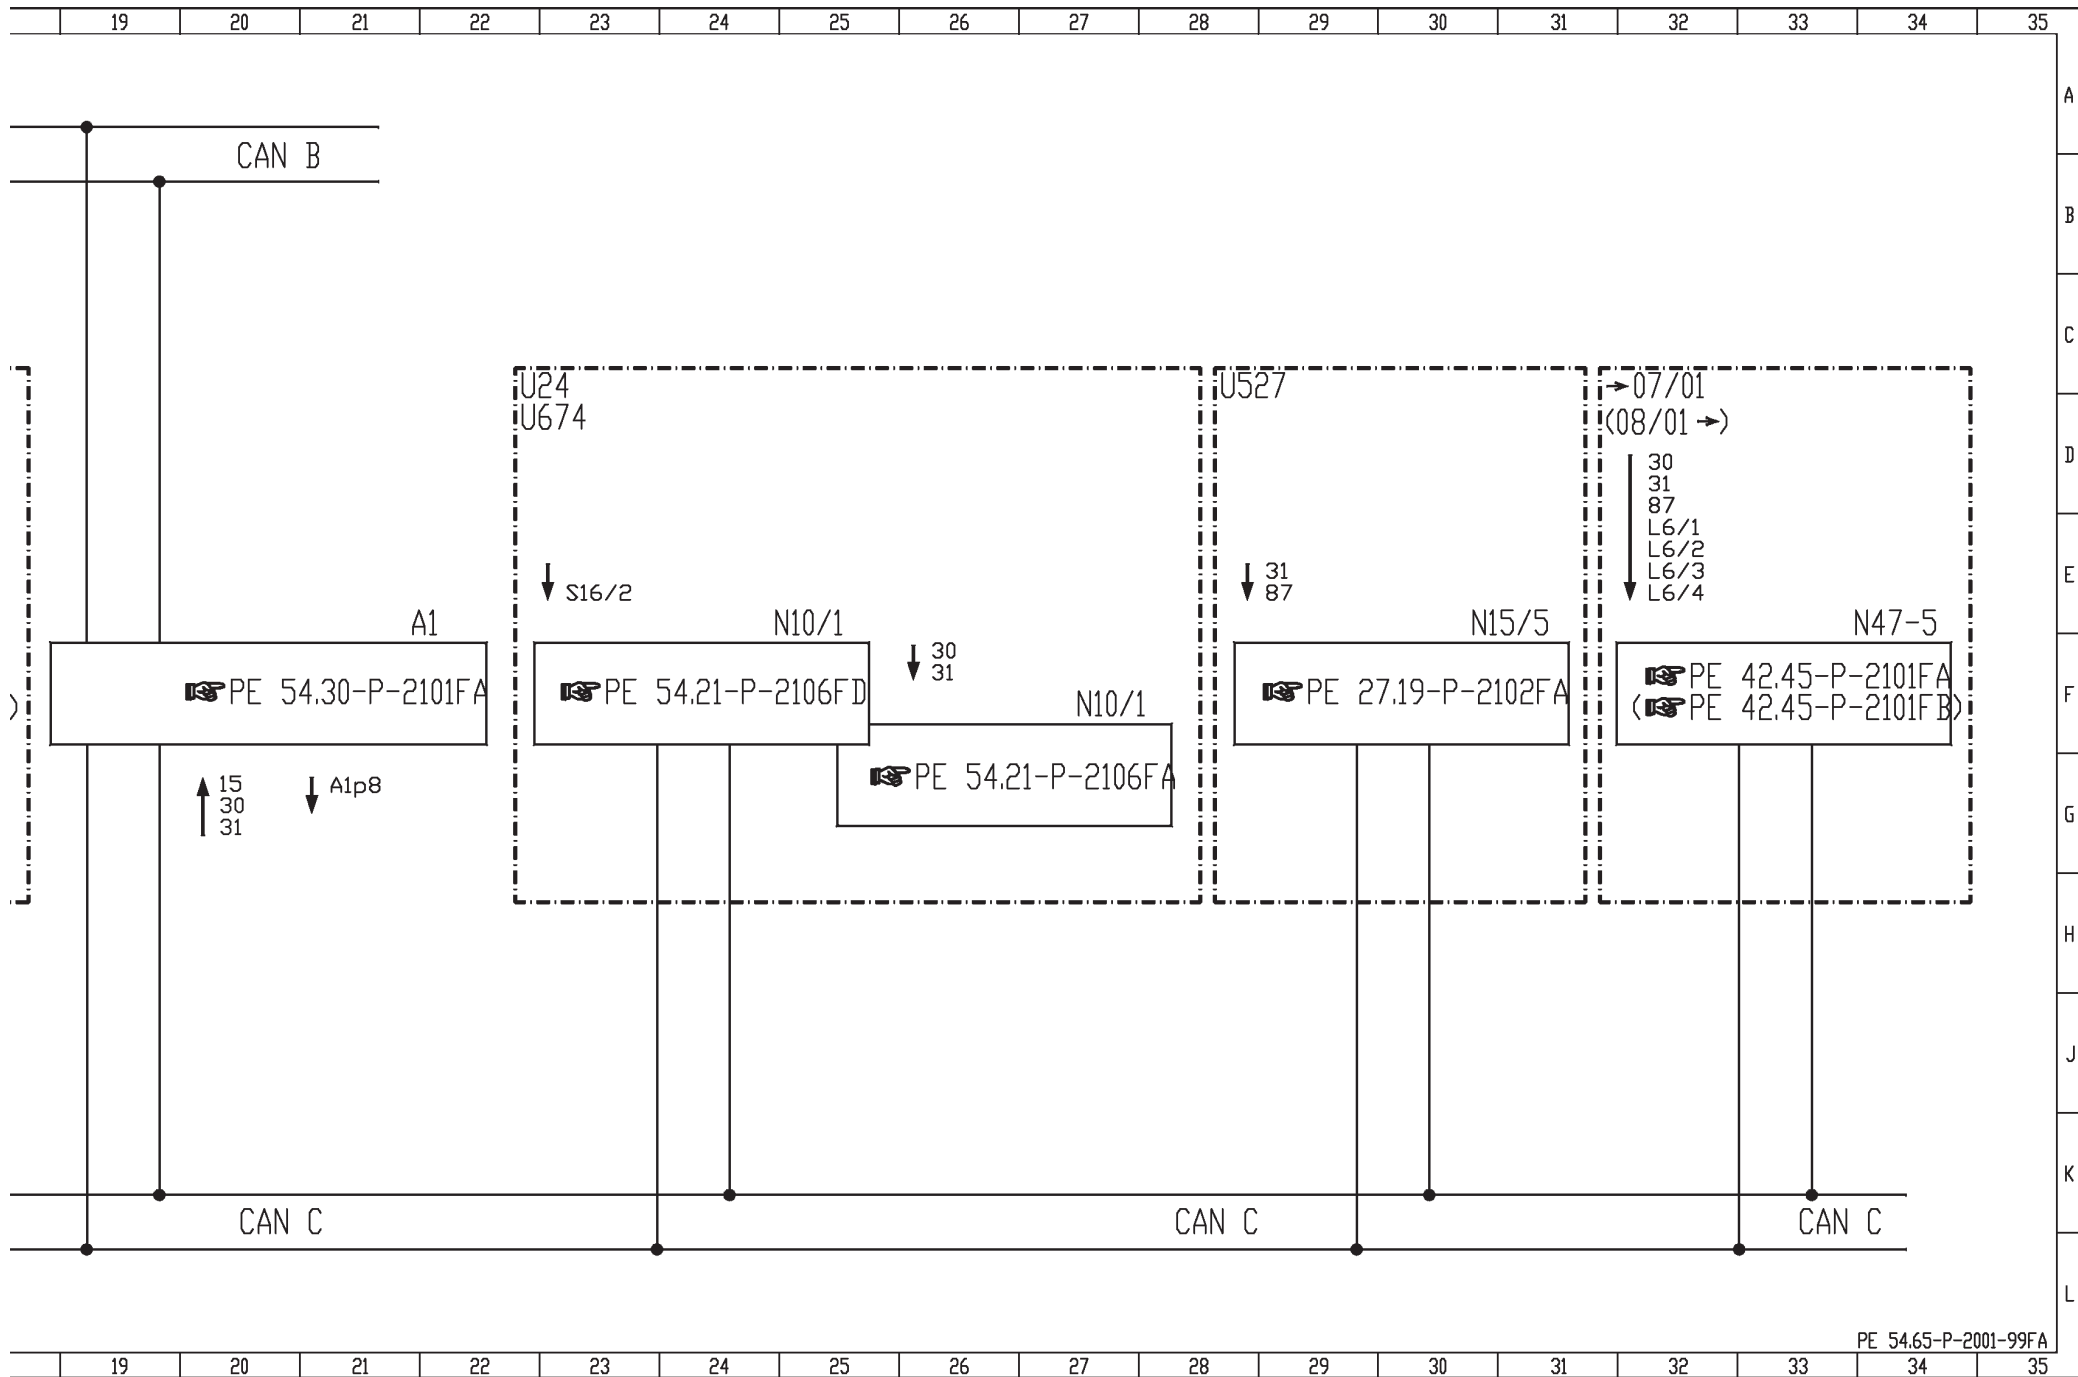 19 20 21 22 23 24 25 26 27 28 29 30 31 32 33 34 35
A
CAN B
B
C
U24
U674
U527
→07/01
(08/01→)
D
30
31
87
L6/1
L6/2
L6/3
L6/4
S16/2
31
87
E
A1
N10/1
N15/5
N47-5
PE 54.30-P-2101FA
PE 54.21-P-2106FD
30
31
PE 27.19-P-2102FA
PE 42.45-P-2101FA
(PE 42.45-P-2101FB)
)
F
N10/1
PE 54.21-P-2106FA
15
30
31
A1p8
G
H
J
K
CAN C CAN C CAN C
L
PE 54.65-P-2001-99FA
19 20 21 22 23 24 25 26 27 28 29 30 31 32 33 34 35